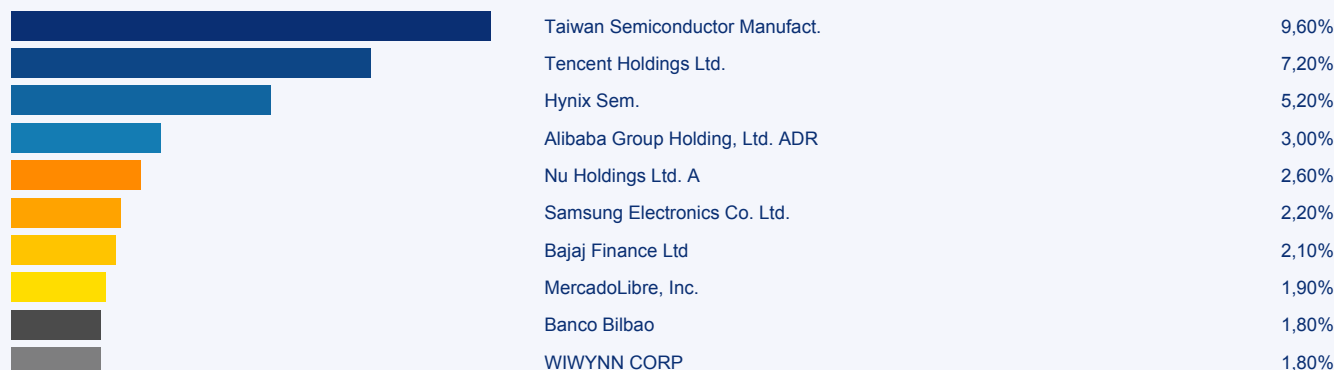 Taiwan Semiconductor Manufact. 9,60%
Tencent Holdings Ltd. 7,20%
Hynix Sem. 5,20%
Alibaba Group Holding, Ltd. ADR 3,00%
Nu Holdings Ltd. A 2,60%
Samsung Electronics Co. Ltd. 2,20%
Bajaj Finance Ltd 2,10%
MercadoLibre, Inc. 1,90%
Banco Bilbao 1,80%
WIWYNN CORP 1,80%